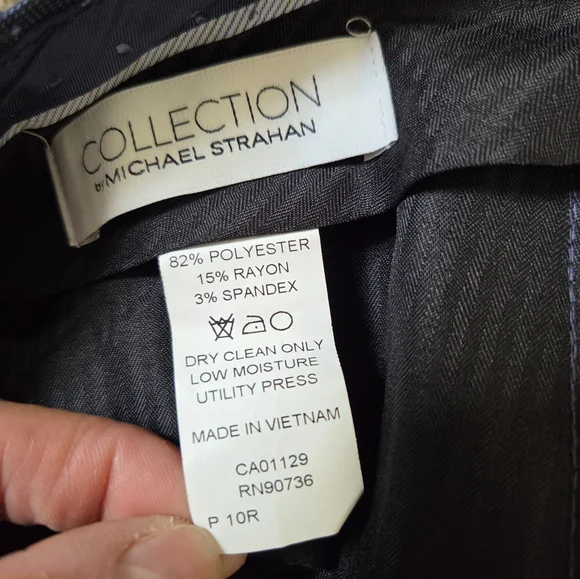 COLLECTION
by MICHAEL STRAHAN
82% POLYESTER
15% RAYON
3% SPANDEX
DRY CLEAN ONLY
LOW MOISTURE
UTILITY PRESS
MADE IN VIETNAM
CA01129
RN90736
P 10R